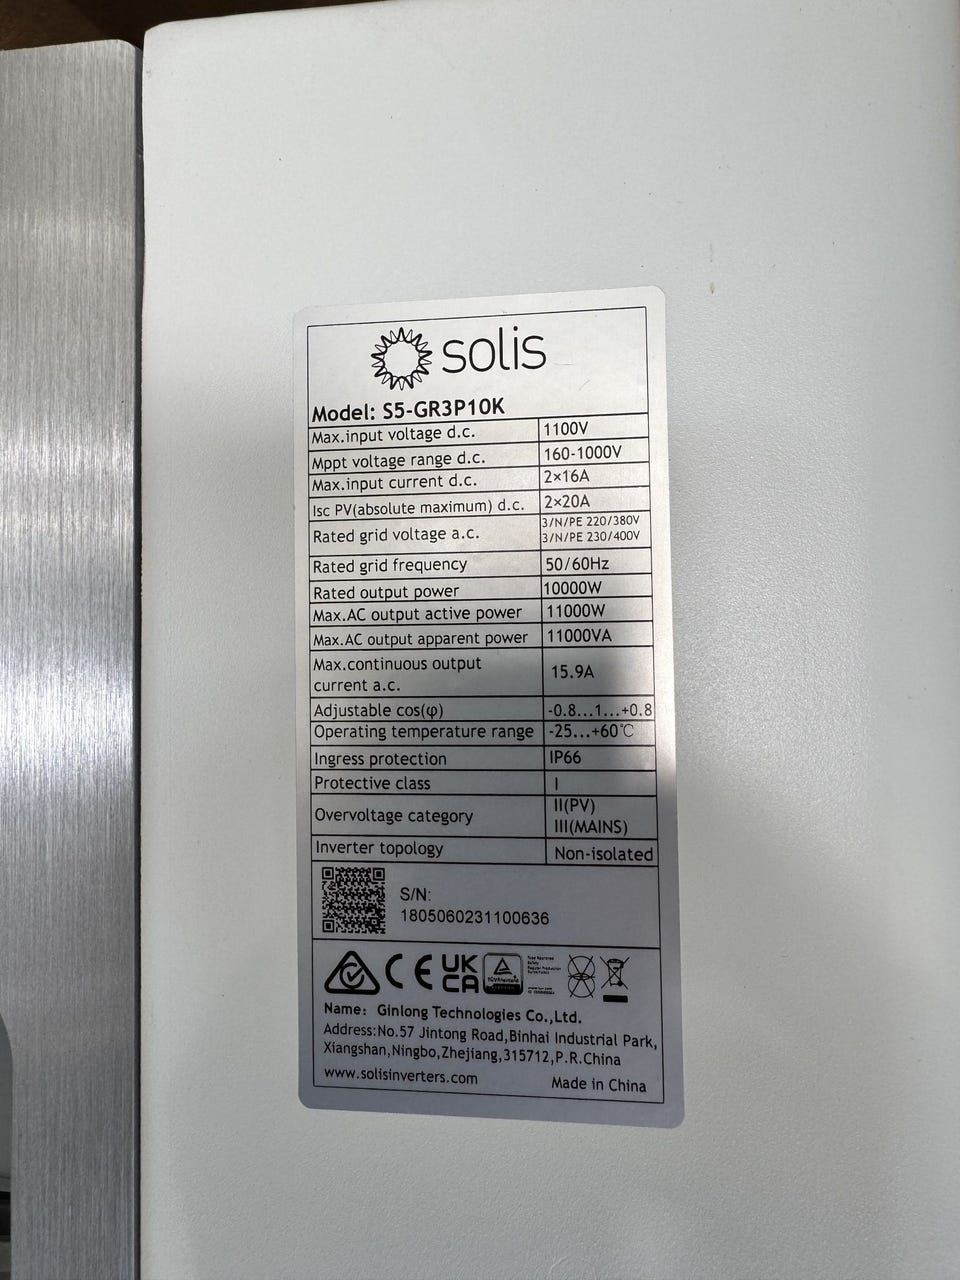 solis
Model: S5-GR3P10K
Max.input voltage d.c. 1100V
Mppt voltage range d.c. 160-1000V
Max.input current d.c. 2×16A
Isc PV(absolute maximum) d.c. 2×20A
Rated grid voltage a.c. 3/N/PE 220/380V
3/N/PE 230/400V
Rated grid frequency 50/60Hz
Rated output power 10000W
Max.AC output active power 11000W
Max.AC output apparent power 11000VA
Max.continuous output
current a.c. 15.9A
Adjustable cos(φ) -0.8...1...+0.8
Operating temperature range -25...+60℃
Ingress protection IP66
Protective class I
Overvoltage category II(PV)
III(MAINS)
Inverter topology Non-isolated
S/N:
1805060231100636
CE UK
CA
Name: Ginlong Technologies Co.,Ltd.
Address:No.57 Jintong Road,Binhai Industrial Park,
Xiangshan,Ningbo,Zhejiang,315712,P.R.China
www.solisinverters.com Made in China